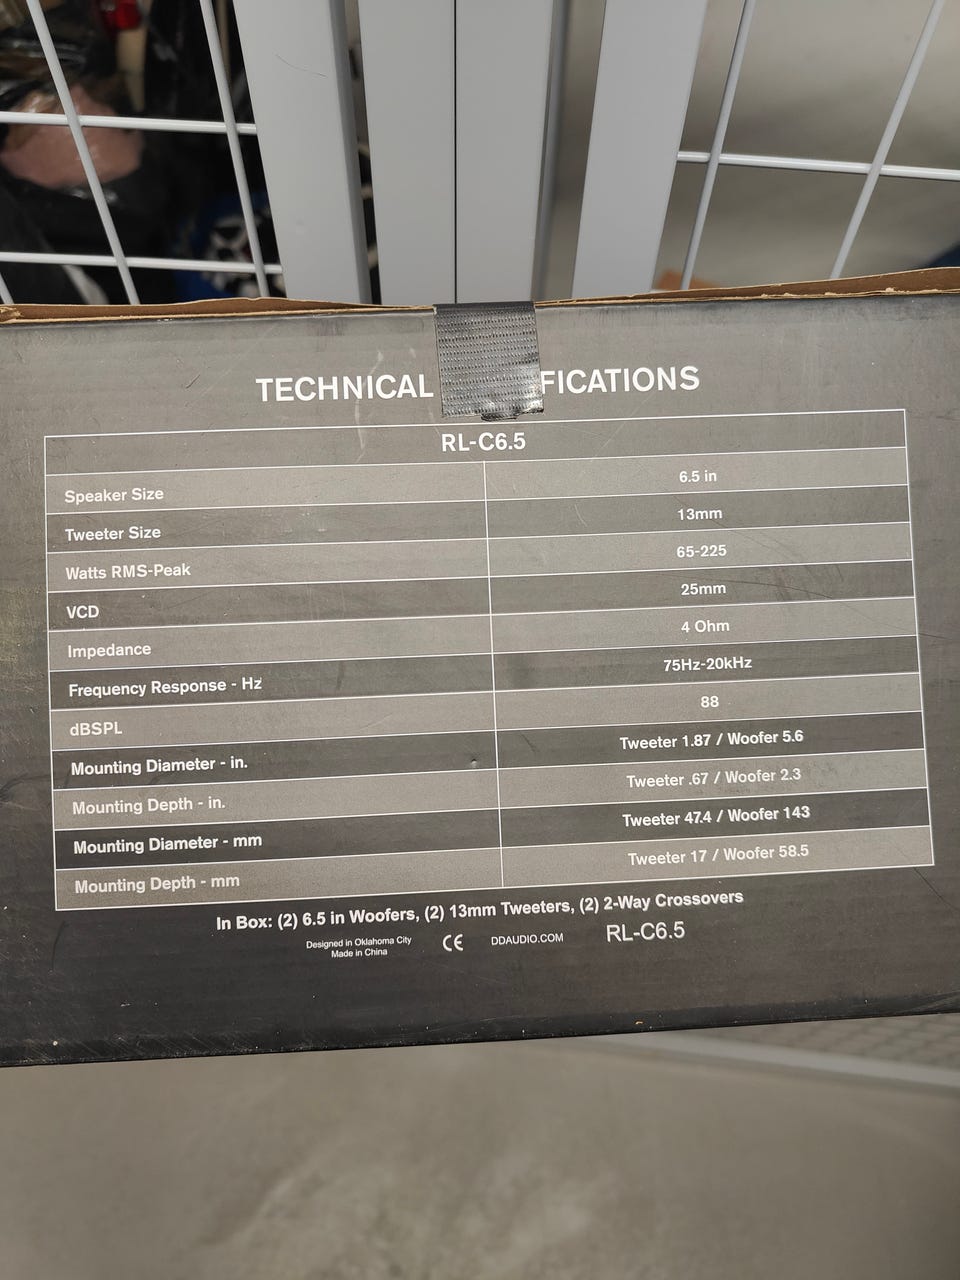 TECHNICAL FICATIONS
RL-C6.5
Speaker Size 6.5 in
Tweeter Size 13mm
Watts RMS-Peak 65-225
VCD 25mm
Impedance 4 Ohm
Frequency Response - Hz 75Hz-20kHz
dBSPL 88
Mounting Diameter - in. Tweeter 1.87 / Woofer 5.6
Mounting Depth - in. Tweeter .67 / Woofer 2.3
Mounting Diameter - mm Tweeter 47.4 / Woofer 143
Mounting Depth - mm Tweeter 17 / Woofer 58.5
In Box: (2) 6.5 in Woofers, (2) 13mm Tweeters, (2) 2-Way Crossovers
Designed in Oklahoma City
Made in China
CE DDAUDIO.COM RL-C6.5